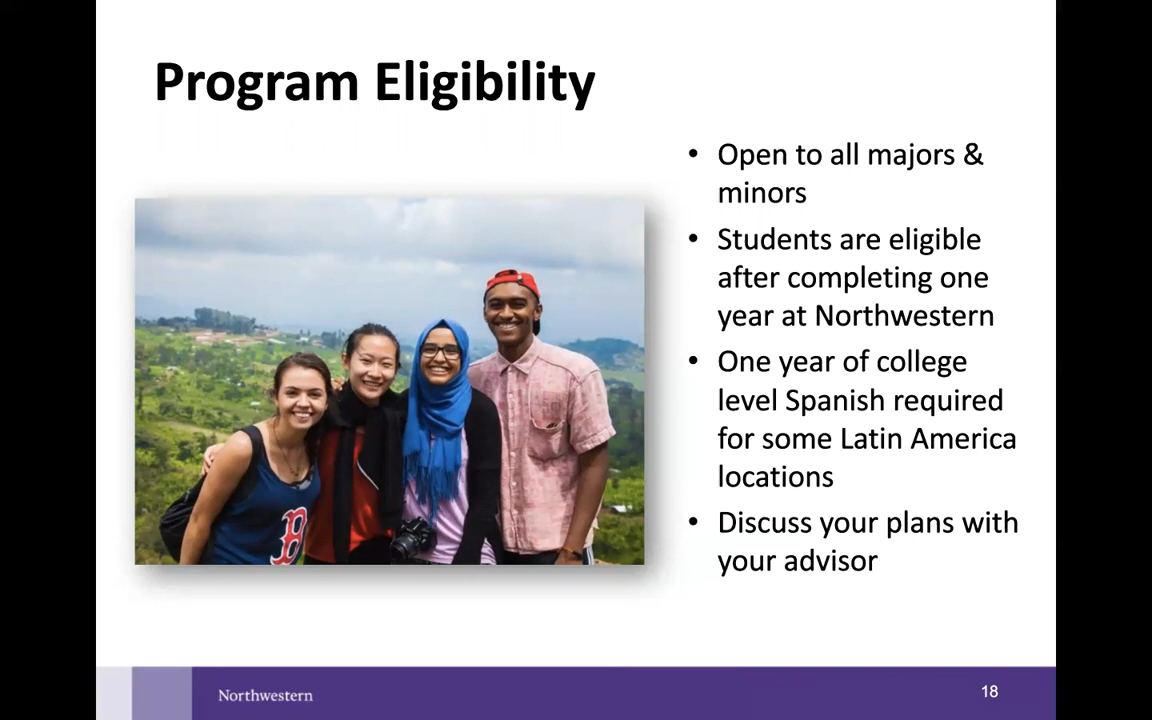 Program Eligibility
• Open to all majors &
minors
• Students are eligible
after completing one
year at Northwestern
• One year of college
level Spanish required
for some Latin America
locations
• Discuss your plans with
your advisor
B
Northwestern
18